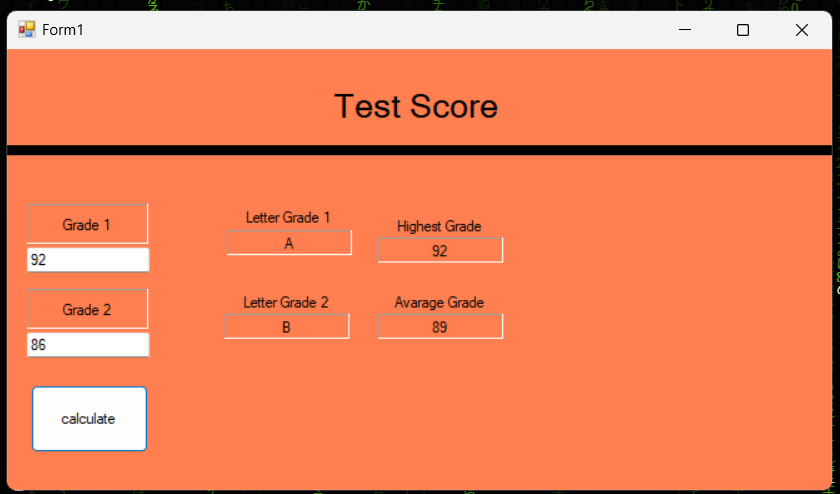 Form1
Test Score
Grade 1
92
Letter Grade 1
A
Highest Grade
92
Grade 2
86
Letter Grade 2
B
Avarage Grade
89
calculate